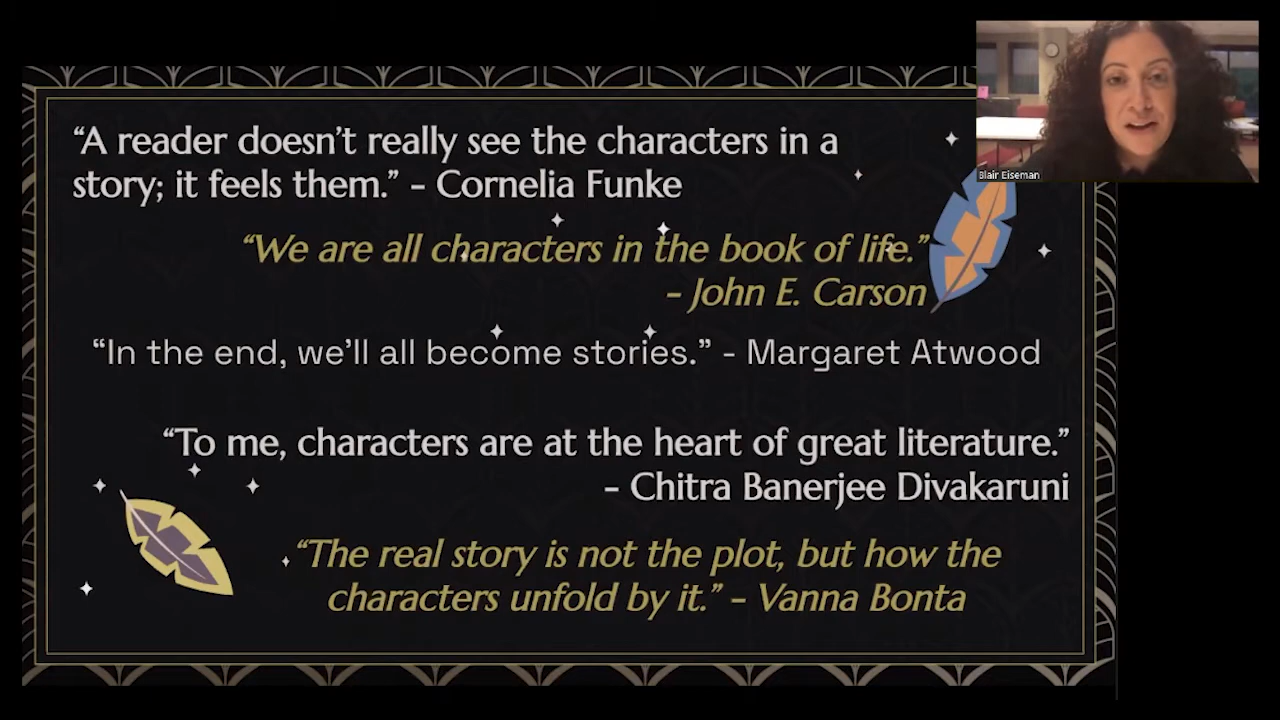 “A reader doesn’t really see the characters in a
story; it feels them.” – Cornelia Funke
Blair Eiseman
“We are all characters in the book of life.”
– John E. Carson
“In the end, we’ll all become stories.” - Margaret Atwood
“To me, characters are at the heart of great literature.”
– Chitra Banerjee Divakaruni
“The real story is not the plot, but how the
characters unfold by it.” – Vanna Bonta